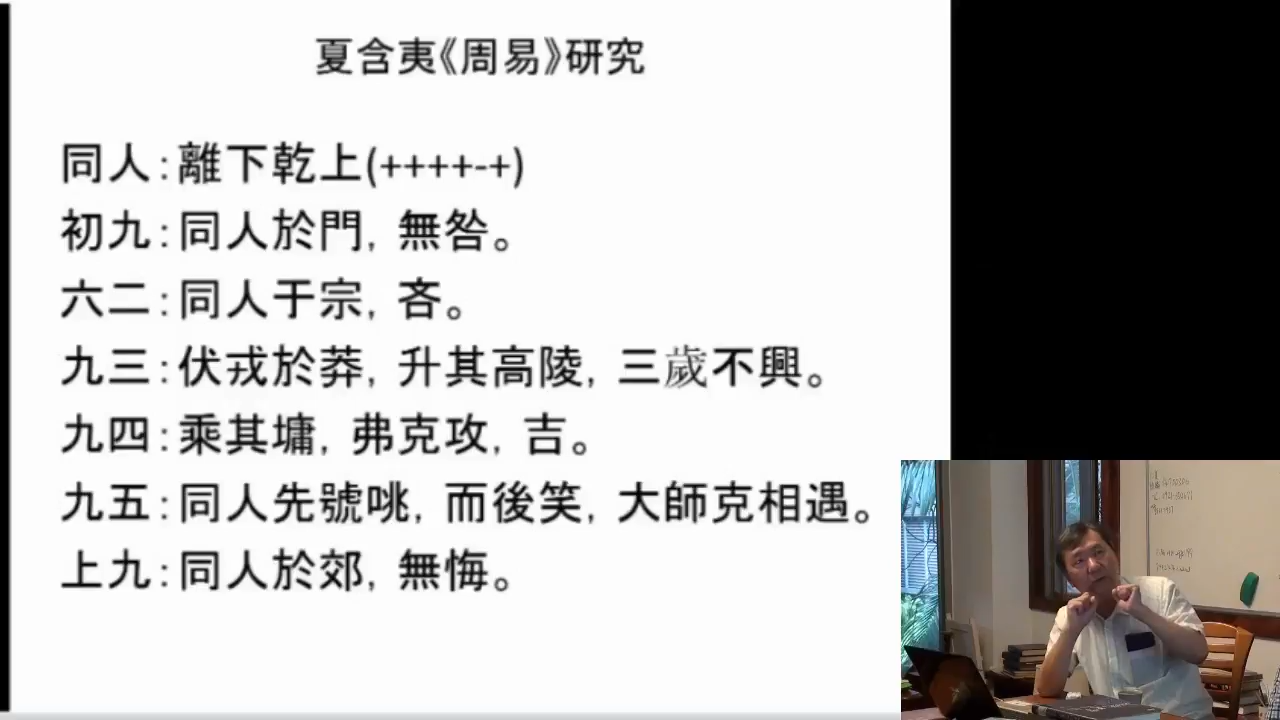 夏含夷《周易》研究
同人:離下乾上(++++-+)
初九:同人於門,無咎。
六二:同人于宗,吝。
九三:伏戎於莽,升其高陵,三歲不興。
九四:乘其墉,弗克攻,吉。
九五:同人先號咷,而後笑,大師克相遇。
上九:同人於郊,無悔。